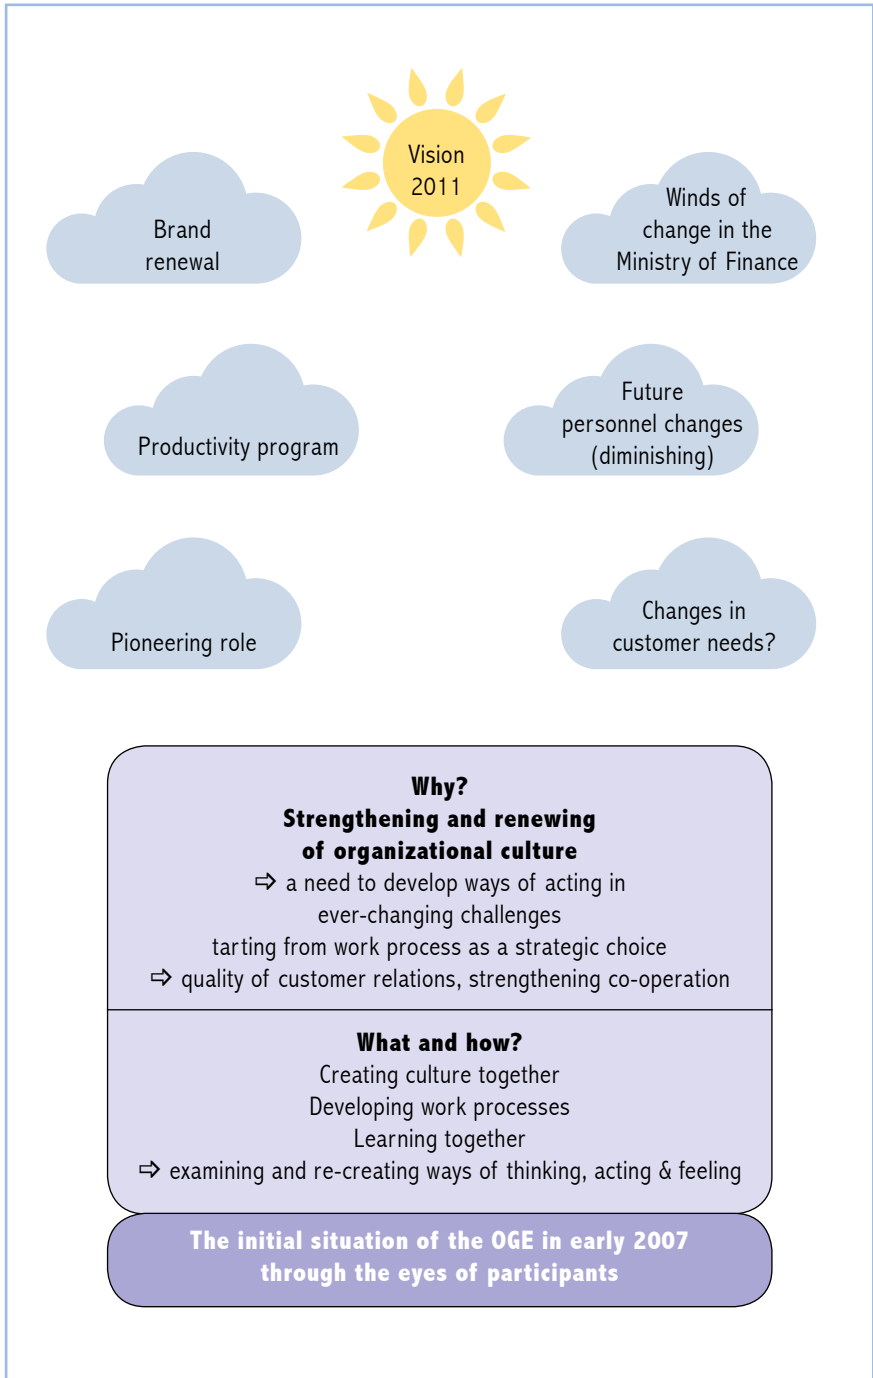 Vision
2011
Brand
renewal
Winds of
change in the
Ministry of Finance
Productivity program
Future
personnel changes
(diminishing)
Pioneering role
Changes in
customer needs?
Why?
Strengthening and renewing
of organizational culture
⇨ a need to develop ways of acting in
ever-changing challenges
tarting from work process as a strategic choice
⇨ quality of customer relations, strengthening co-operation
What and how?
Creating culture together
Developing work processes
Learning together
⇨ examining and re-creating ways of thinking, acting & feeling
The initial situation of the OGE in early 2007
through the eyes of participants